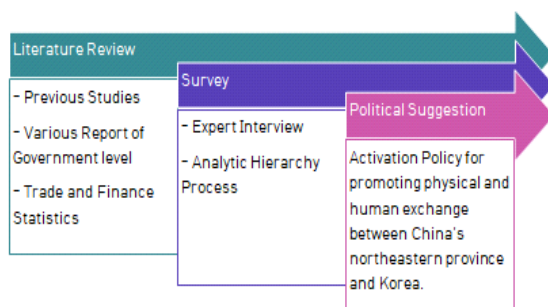 Literature Review
- Previous Studies
- Various Report of
Government level
- Trade and Finance
Statistics
Survey
- Expert Interview
- Analytic Hierarchy
Process
Political Suggestion
Activation Policy for
promoting physical and
human exchange
between China's
northeastern province
and Korea.